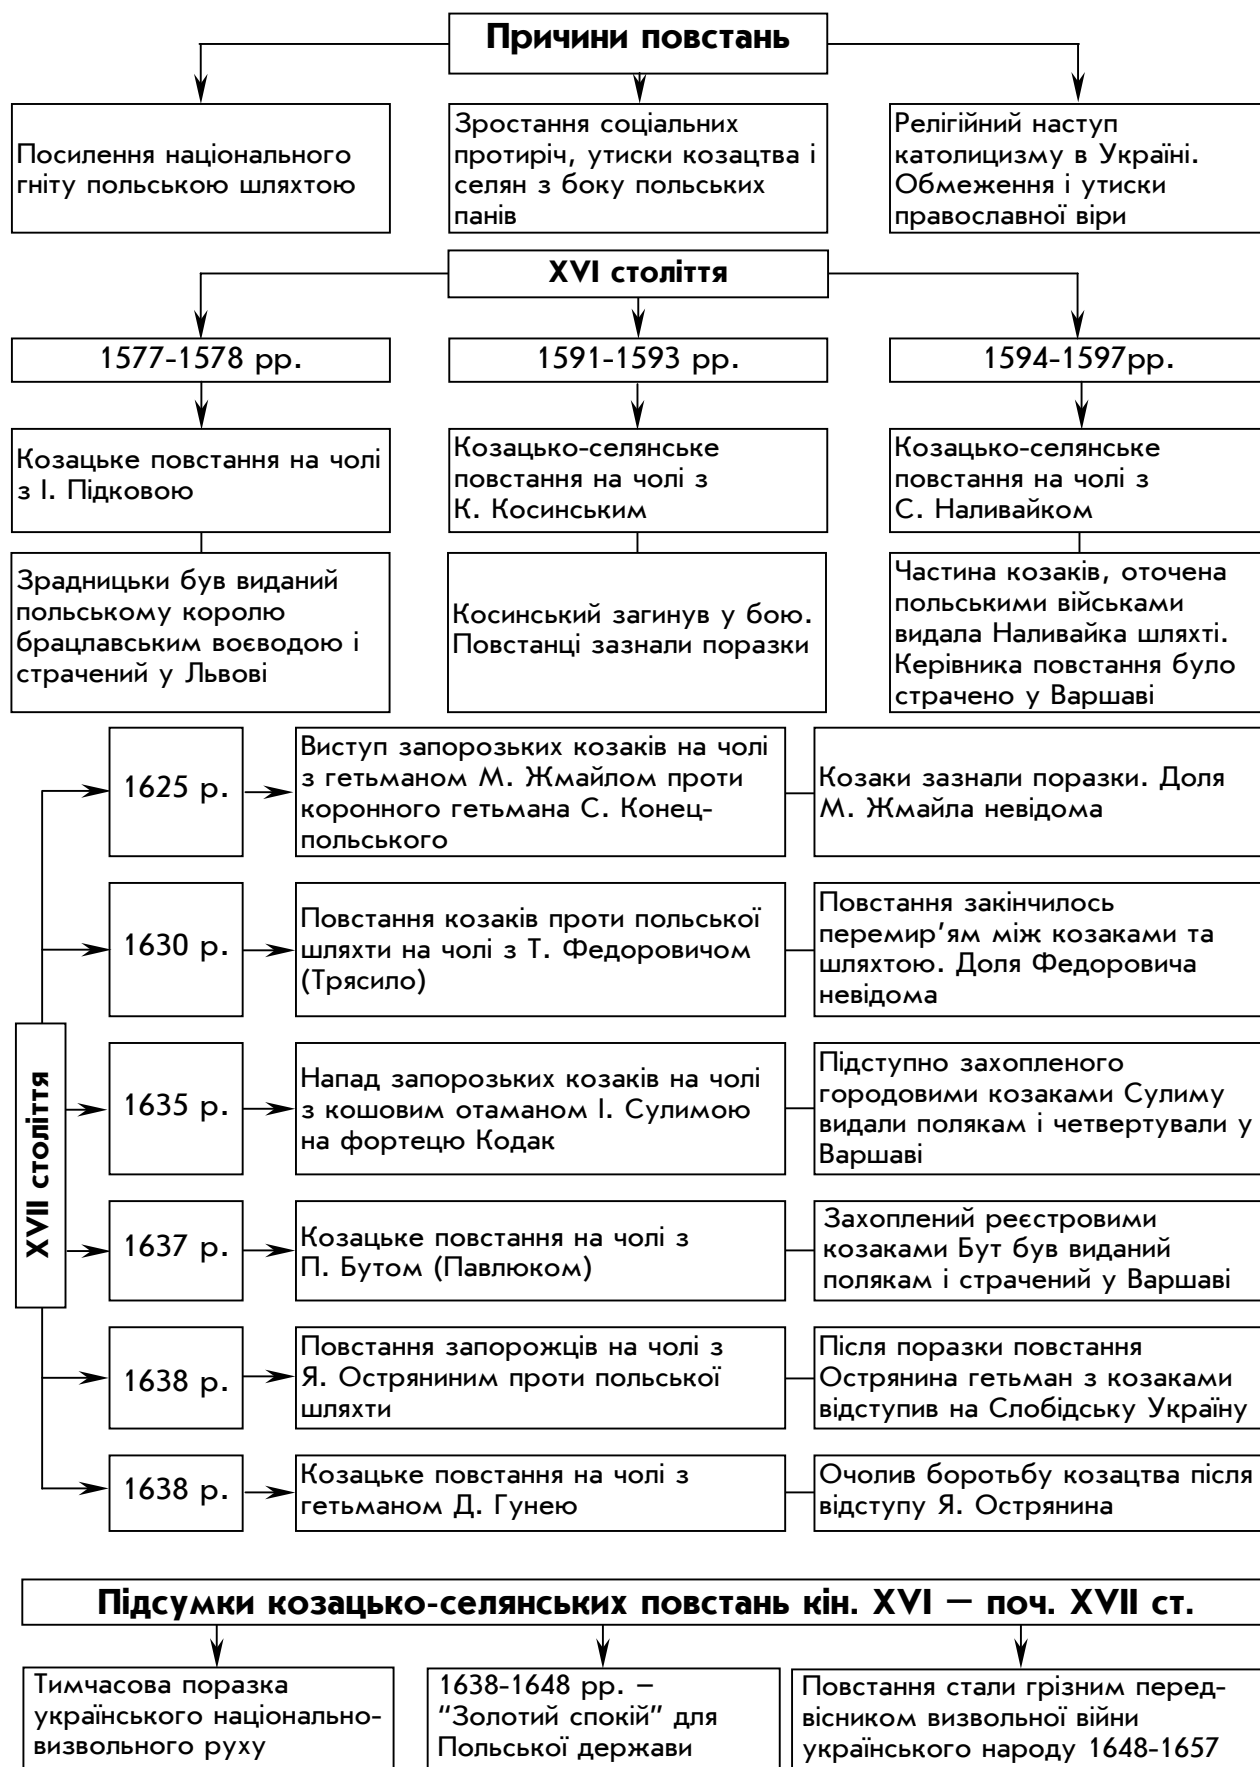 Причини повстань
Посилення національного
гніту польською шляхтою
Зростання соціальних
протиріч, утиски козацтва і
селян з боку польських
панів
Релігійний наступ
католицизму в Україні.
Обмеження і утиски
православної віри
XVI століття
1577-1578 рр.
1591-1593 рр.
1594-1597рр.
Козацьке повстання на чолі
з І. Підковою
Козацько-селянське
повстання на чолі з
К. Косинським
Козацько-селянське
повстання на чолі з
С. Наливайком
Зрадницьки був виданий
польському королю
брацлавським воєводою і
страчений у Львові
Косинський загинув у бою.
Повстанці зазнали поразки
Частина козаків, оточена
польськими військами
видала Наливайка шляхті.
Керівника повстання було
страчено у Варшаві
XVII століття
1625 р.
Виступ запорозьких козаків на чолі
з гетьманом М. Жмайлом проти
коронного гетьмана С. Конец-
польського
Козаки зазнали поразки. Доля
М. Жмайла невідома
1630 р.
Повстання козаків проти польської
шляхти на чолі з Т. Федоровичом
(Трясило)
Повстання закінчилось
перемир’ям між козаками та
шляхтою. Доля Федоровича
невідома
1635 р.
Напад запорозьких козаків на чолі
з кошовим отаманом І. Сулимою
на фортецю Кодак
Підступно захопленого
городовими козаками Сулиму
видали полякам і четвертували у
Варшаві
1637 р.
Козацьке повстання на чолі з
П. Бутом (Павлюком)
Захоплений реєстровими
козаками Бут був виданий
полякам і страчений у Варшаві
1638 р.
Повстання запорожців на чолі з
Я. Острянином проти польської
шляхти
Після поразки повстання
Острянина гетьман з козаками
відступив на Слобідську Україну
1638 р.
Козацьке повстання на чолі з
гетьманом Д. Гунею
Очолив боротьбу козацтва після
відступу Я. Острянина
Підсумки козацько-селянських повстань кін. XVI — поч. XVII ст.
Тимчасова поразка
українського національно-
визвольного руху
1638-1648 рр. –
“Золотий спокій” для
Польської держави
Повстання стали грізним перед-
вісником визвольної війни
українського народу 1648-1657